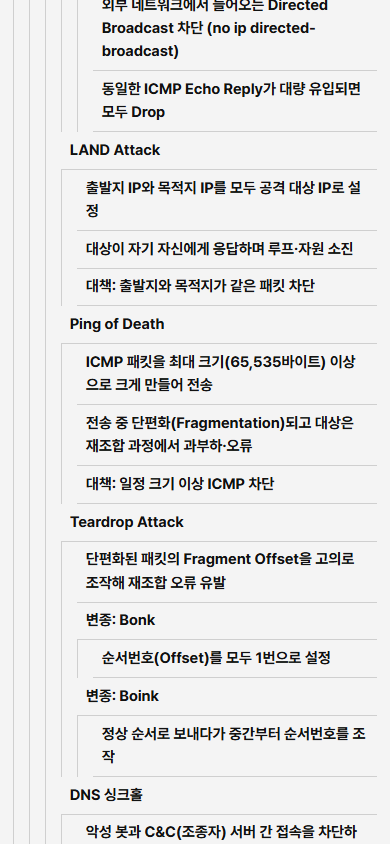 외부 네트워크에서 들어오는 Directed
Broadcast 차단 (no ip directed-
broadcast)
동일한 ICMP Echo Reply가 대량 유입되면
모두 Drop
LAND Attack
출발지 IP와 목적지 IP를 모두 공격 대상 IP로 설
정
대상이 자기 자신에게 응답하며 루프·자원 소진
대책: 출발지와 목적지가 같은 패킷 차단
Ping of Death
ICMP 패킷을 최대 크기(65,535바이트) 이상
으로 크게 만들어 전송
전송 중 단편화(Fragmentation)되고 대상은
재조합 과정에서 과부하·오류
대책: 일정 크기 이상 ICMP 차단
Teardrop Attack
단편화된 패킷의 Fragment Offset을 고의로
조작해 재조합 오류 유발
변종: Bonk
순서번호(Offset)를 모두 1번으로 설정
변종: Boink
정상 순서로 보내다가 중간부터 순서번호를 조
작
DNS 싱크홀
악성 봇과 C&C(조종자) 서버 간 접속을 차단하